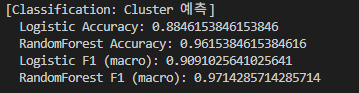 [Classification: Cluster 예측]
Logistic Accuracy: 0.8846153846153846
RandomForest Accuracy: 0.9615384615384616
Logistic F1 (macro): 0.9091025641025641
RandomForest F1 (macro): 0.9714285714285714